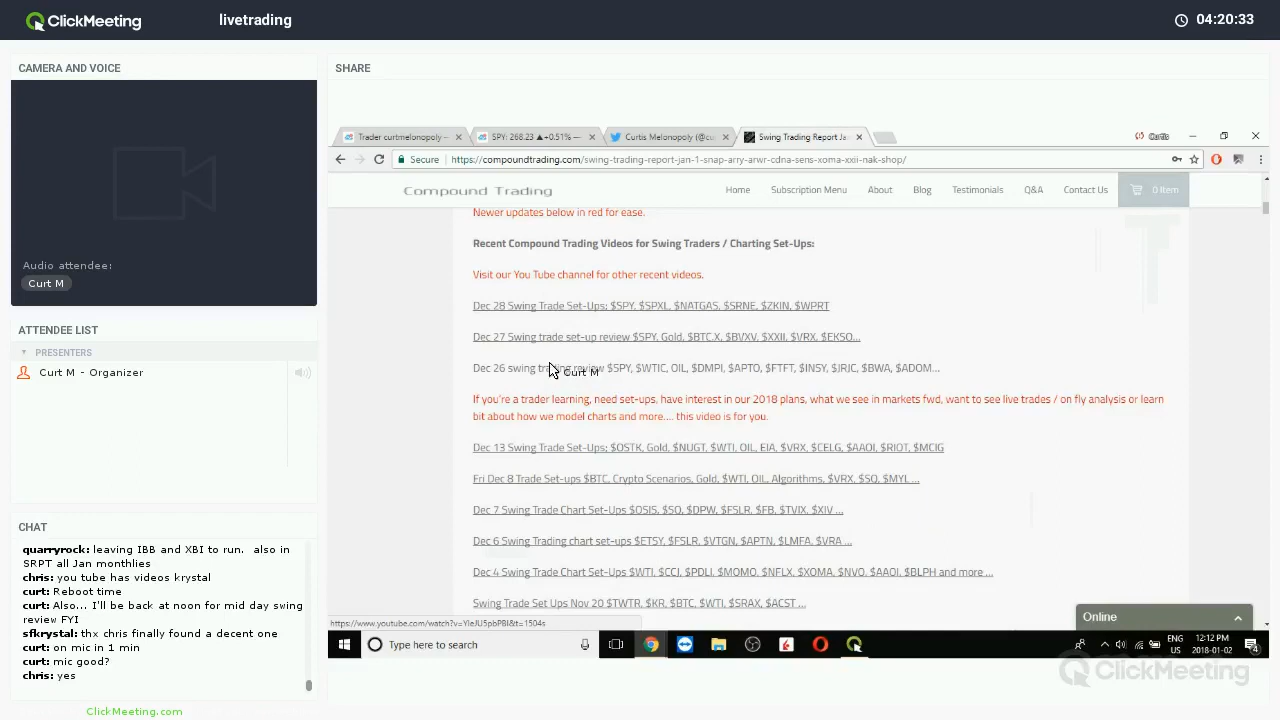 ClickMeeting
livetrading
04:20:33
CAMERA AND VOICE
SHARE
Audio attendee:
Curt M
ATTENDEE LIST
PRESENTERS
Curt M - Organizer
CHAT
quarryrock: leaving IBB and XBI to run. also in
SRPT all Jan monthlies
chris: you tube has videos krystal
curt: Reboot time
curt: Also... I'll be back at noon for mid day swing
review FYI
sfkrystal: thx chris finally found a decent one
curt: on mic in 1 min
curt: mic good?
chris: yes
ClickMeeting.com
Trader curtmelonopoly
SPY: 268.23 ▲+0.51% —
Curtis Melonopoly (@cu
Swing Trading Report Ja
Curtis
Secure
https://compoundtrading.com/swing-trading-report-jan-1-snap-arry-arwr-cdna-sens-xoma-xxii-nak-shop/
Compound Trading
Home
Subscription Menu
About
Blog
Testimonials
Q&A
Contact Us
0 Item
Newer updates below in red for ease.
Recent Compound Trading Videos for Swing Traders / Charting Set-Ups:
Visit our You Tube channel for other recent videos.
Dec 28 Swing Trade Set-Ups; $SPY, $SPXL, $NATGAS, $SRNE, $ZKIN, $WPRT
Dec 27 Swing trade set-up review $SPY, Gold, $BTC.X, $BVXV, $XXII, $VRX, $EKSO...
Dec 26 swing trading review $SPY, $WTIC, OIL, $DMPI, $APTO, $FTFT, $INSY, $JRJC, $BWA, $ADOM...
Curt M
If you're a trader learning, need set-ups, have interest in our 2018 plans, what we see in markets fwd, want to see live trades / on fly analysis or learn
bit about how we model charts and more.... this video is for you.
Dec 13 Swing Trade Set-Ups; $OSTK, Gold, $NUGT, $WTI, OIL, EIA, $VRX, $CELG, $AAOI, $RIOT, $MCIG
Fri Dec 8 Trade Set-ups $BTC, Crypto Scenarios, Gold, $WTI, OIL, Algorithms, $VRX, $SQ, $MYL ...
Dec 7 Swing Trade Chart Set-Ups $OSIS, $SQ, $DPW, $FSLR, $FB, $TVIX, $XIV ...
Dec 6 Swing Trading chart set-ups $ETSY, $FSLR, $VTGN, $APTN, $LMFA, $VRA ...
Dec 4 Swing Trade Chart Set-Ups $WTI, $CCJ, $PDLI, $MOMO, $NFLX, $XOMA, $NVO, $AAOI, $BLPH and more ...
Swing Trade Set Ups Nov 20 $TWTR, $KR, $BTC, $WTI, $SRAX, $ACST ...
Online
https://www.youtube.com/watch?v=YIeJU5pbPBI&t=1504s
Type here to search
ENG
US
12:12 PM
2018-01-02
4
ClickMeeting